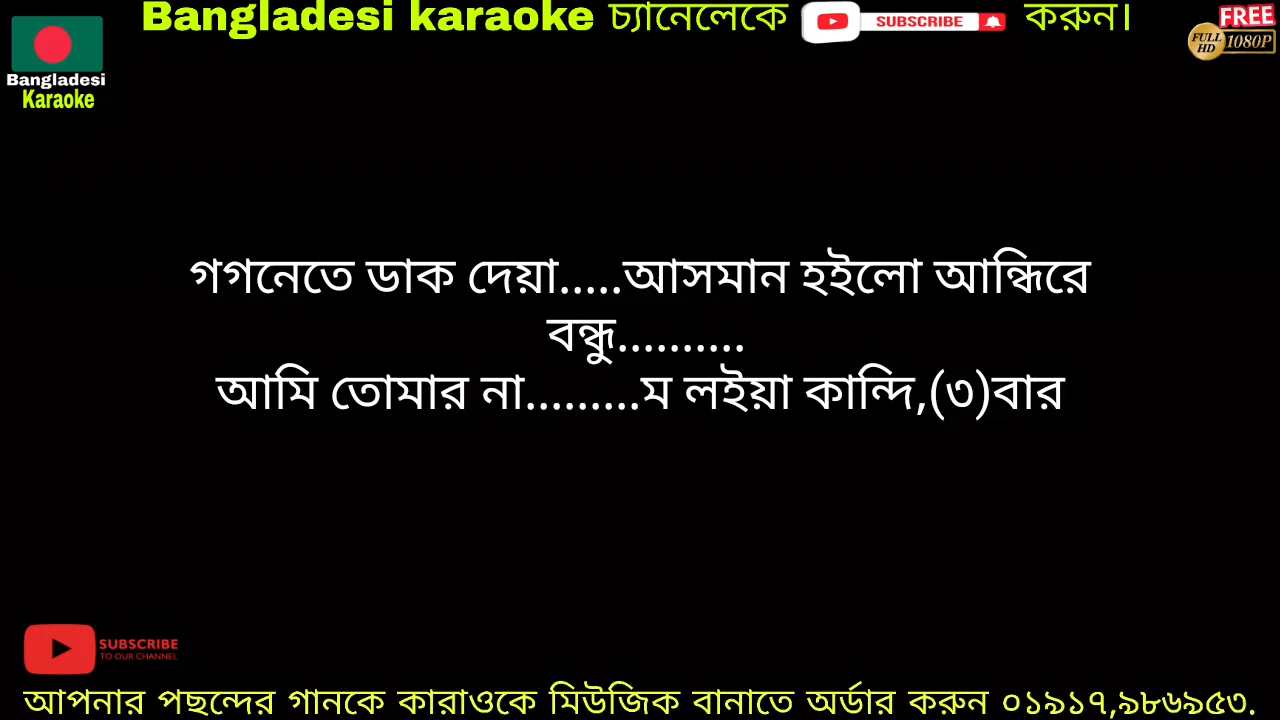 Bangladesi karaoke চ্যানেলেকে SUBSCRIBE করুন।
FREE
FULL HD 1080P
Bangladesi
Karaoke
গগনেতে ডাক দেয়া.....আসমান হইলো আন্ধিরে
বন্ধু..........
আমি তোমার না.........ম লইয়া কান্দি,(৩)বার
SUBSCRIBE
TO OUR CHANNEL
আপনার পছন্দের গানকে কারাওকে মিউজিক বানাতে অর্ডার করুন ০১৯১৭,৯৮৬৯৫৩.